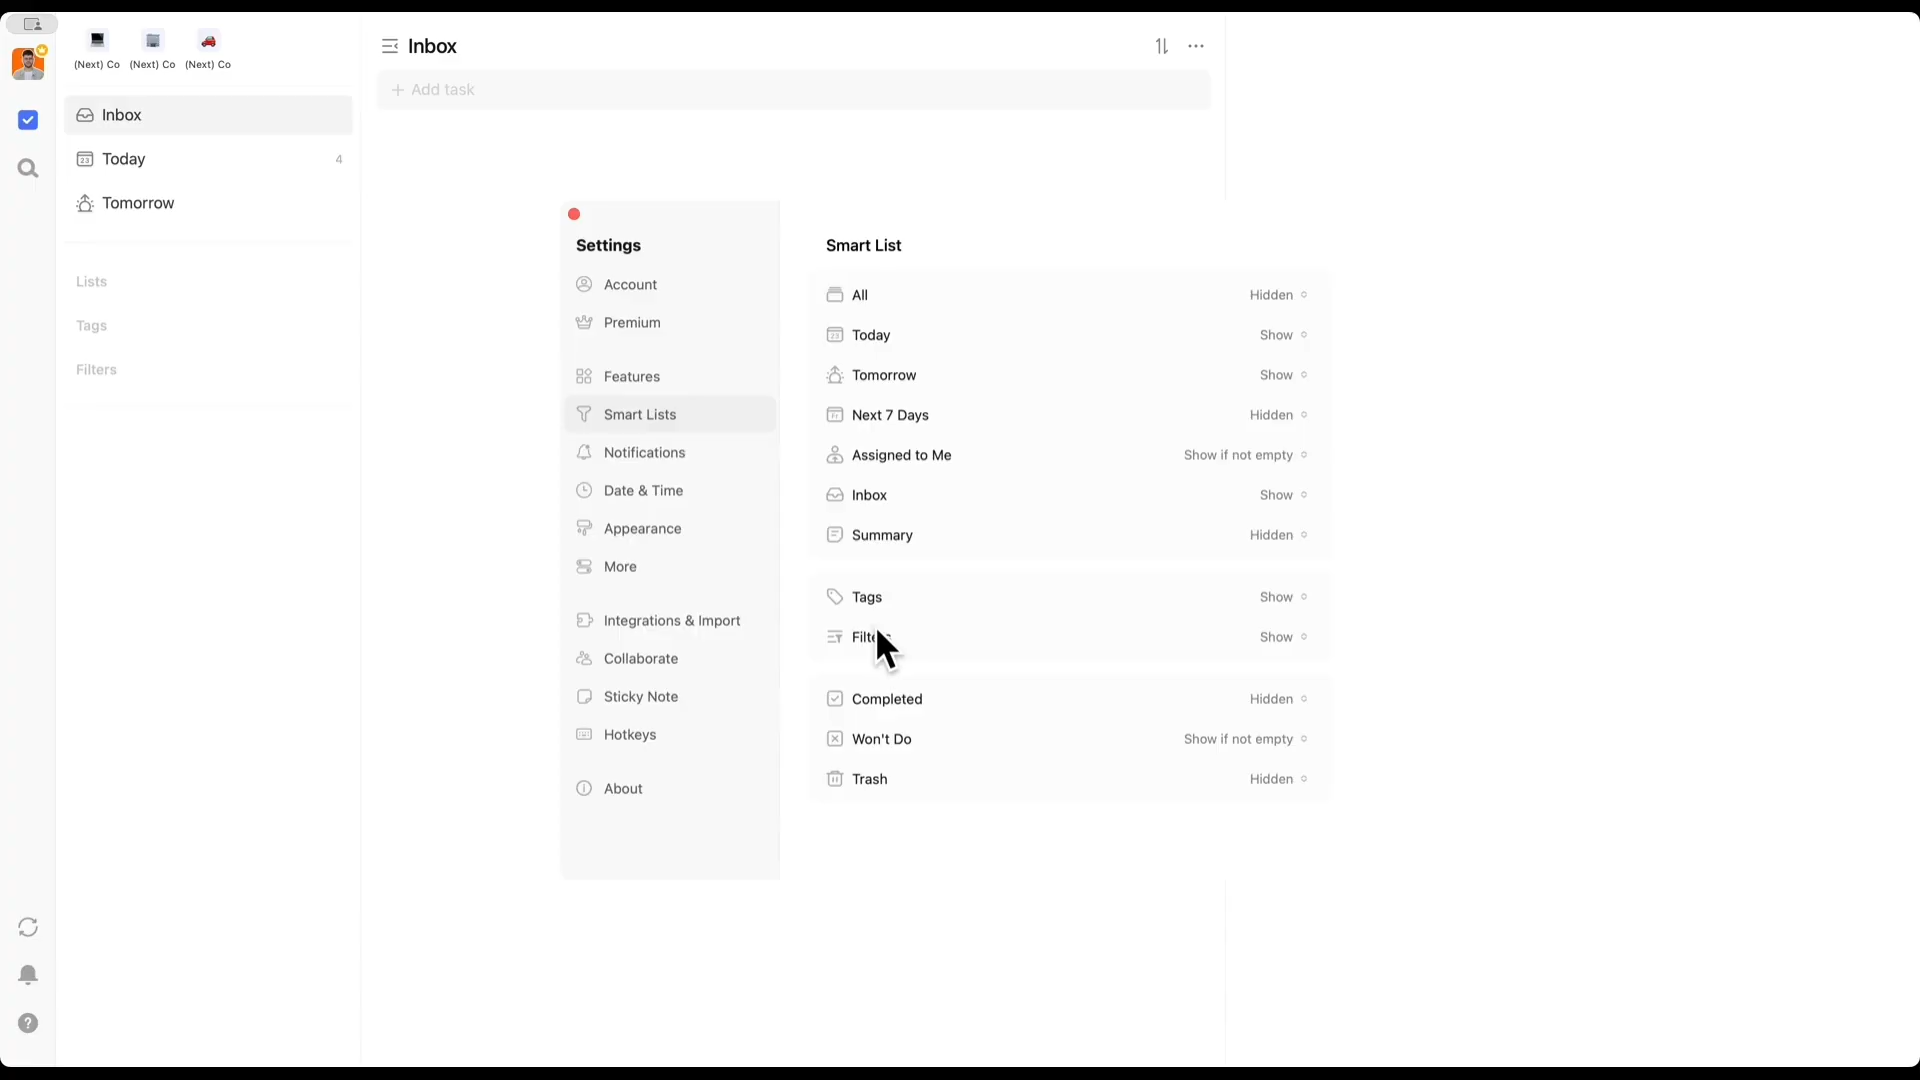 (Next) Co (Next) Co (Next) Co
Inbox
Today 4
Tomorrow
Lists
Tags
Filters
Inbox
+ Add task
Settings
Account
Premium
Features
Smart Lists
Notifications
Date & Time
Appearance
More
Integrations & Import
Collaborate
Sticky Note
Hotkeys
About
Smart List
All Hidden
Today Show
Tomorrow Show
Next 7 Days Hidden
Assigned to Me Show if not empty
Inbox Show
Summary Hidden
Tags Show
Filters Show
Completed Hidden
Won't Do Show if not empty
Trash Hidden